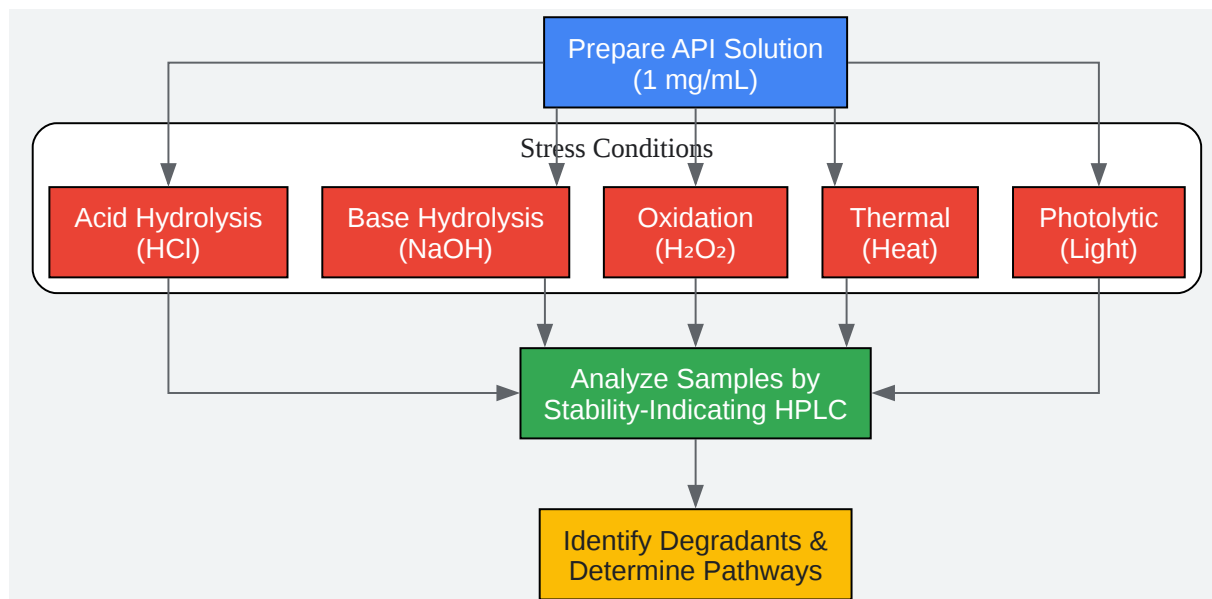 Prepare API Solution
(1 mg/mL)
Stress Conditions
Acid Hydrolysis
(HCl)
Base Hydrolysis
(NaOH)
Oxidation
(H₂O₂)
Thermal
(Heat)
Photolytic
(Light)
Analyze Samples by
Stability-Indicating HPLC
Identify Degradants &
Determine Pathways